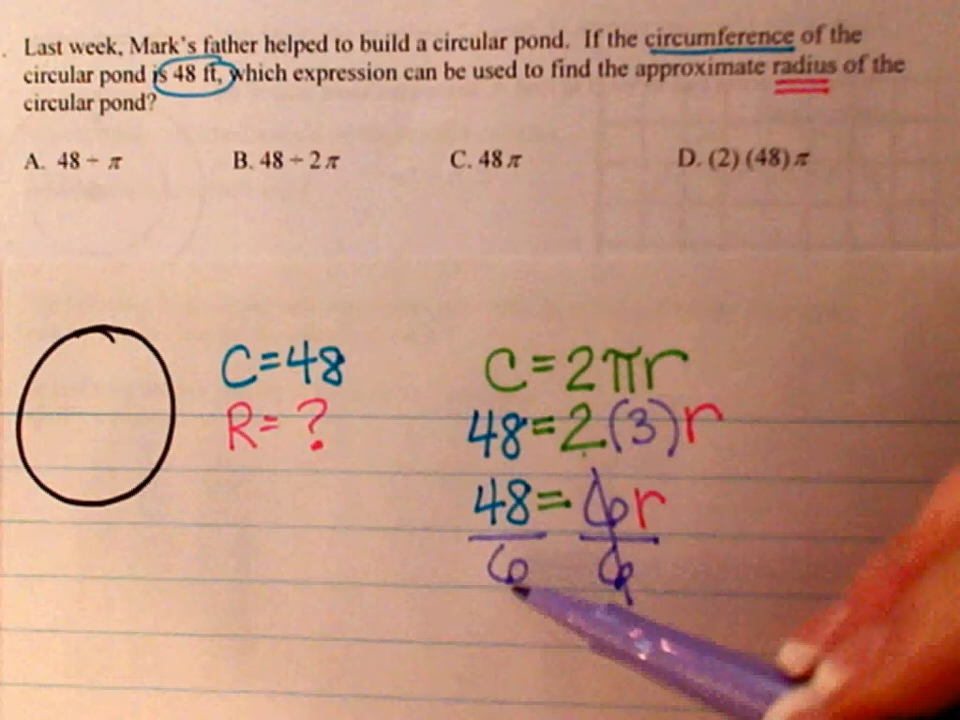 . Last week, Mark's father helped to build a circular pond. If the circumference of the
circular pond is 48 ft, which expression can be used to find the approximate radius of the
circular pond?
A. 48 ÷ π B. 48 ÷ 2 π C. 48 π D. (2) (48) π
C=48
R= ?
C=2πr
48=2(3)r
48=6r
6 6